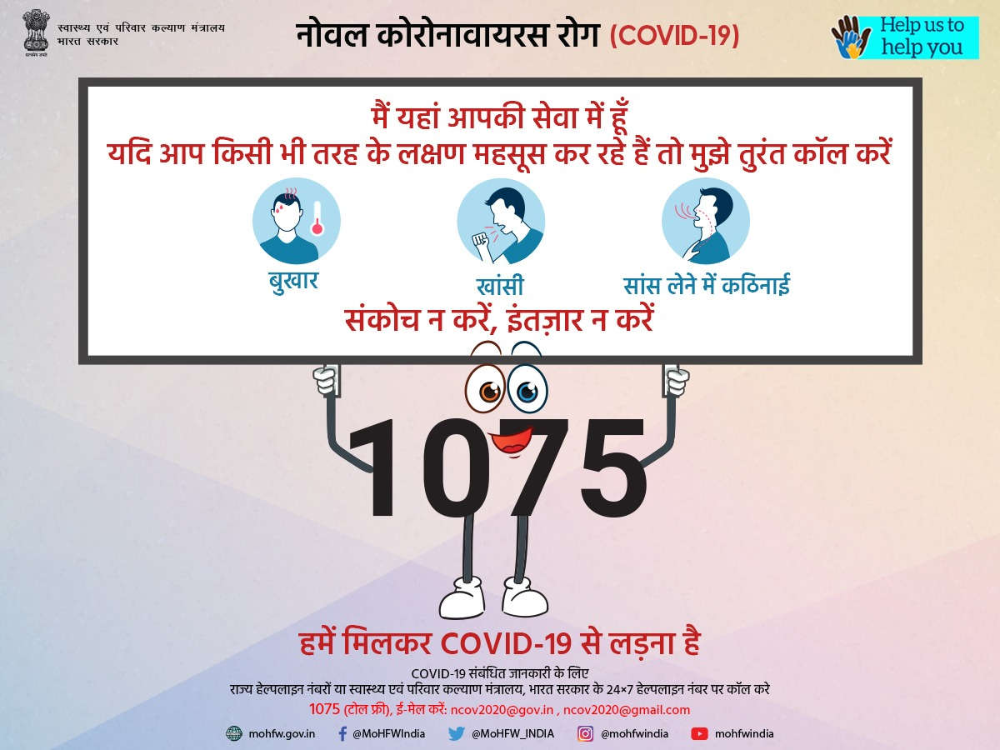 स्वास्थ्य एवं परिवार कल्याण मंत्रालय
भारत सरकार
सत्यमेव जयते
नोवल कोरोनावायरस रोग (COVID-19)
Help us to
help you
मैं यहां आपकी सेवा में हूँ
यदि आप किसी भी तरह के लक्षण महसूस कर रहे हैं तो मुझे तुरंत कॉल करें
बुखार
खांसी
सांस लेने में कठिनाई
संकोच न करें, इंतज़ार न करें
1075
हमें मिलकर COVID-19 से लड़ना है
COVID-19 संबंधित जानकारी के लिए
राज्य हेल्पलाइन नंबरों या स्वास्थ्य एवं परिवार कल्याण मंत्रालय, भारत सरकार के 24×7 हेल्पलाइन नंबर पर कॉल करे
1075 (टोल फ्री), ई-मेल करें: ncov2020@gov.in , ncov2020@gmail.com
mohfw.gov.in @MoHFWIndia @MoHFW_INDIA @mohfwindia mohfwindia